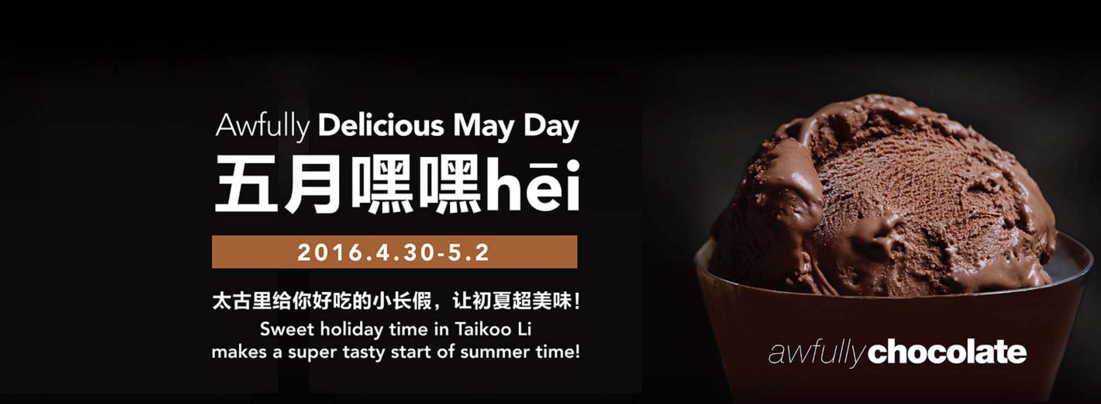 Awfully Delicious May Day
五月嘿嘿hēi
2016.4.30-5.2
太古里给你好吃的小长假，让初夏超美味！
Sweet holiday time in Taikoo Li
makes a super tasty start of summer time!
awfullychocolate